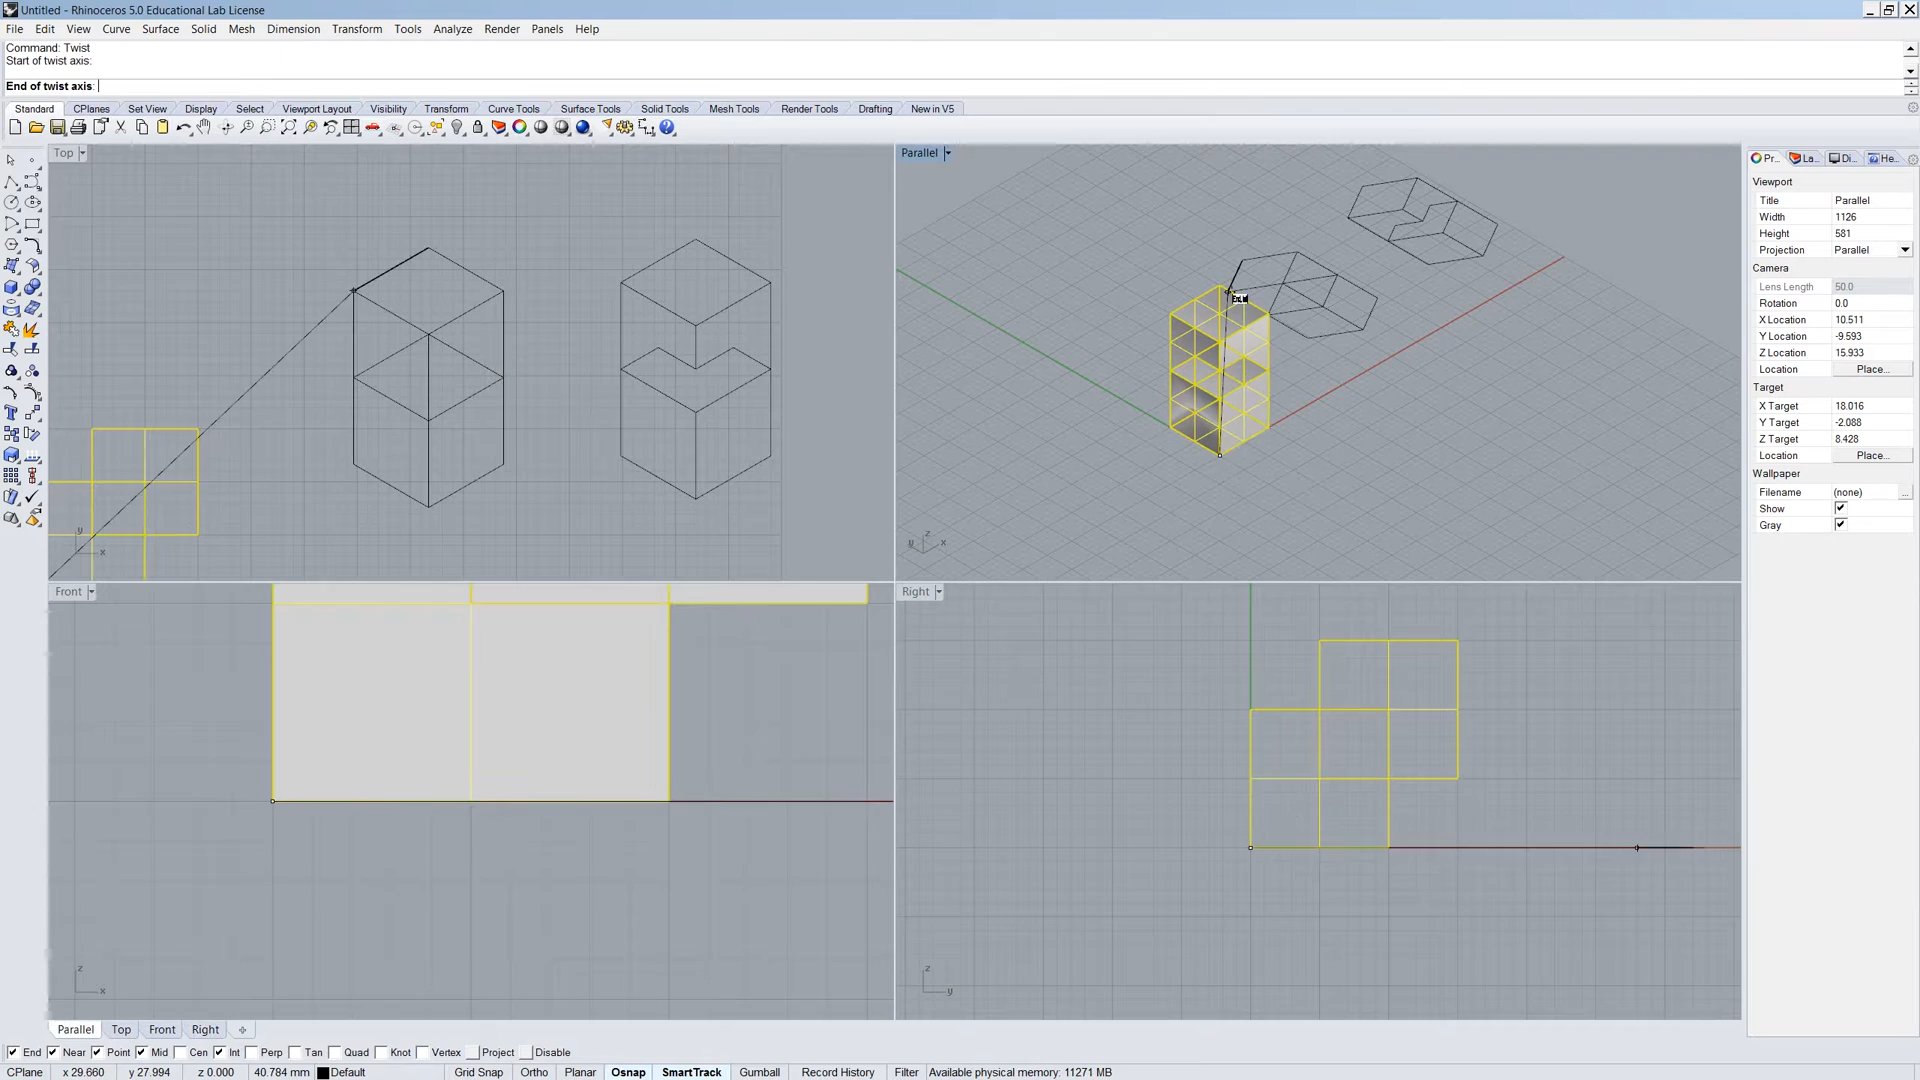 Untitled - Rhinoceros 5.0 Educational Lab License
File Edit View Curve Surface Solid Mesh Dimension Transform Tools Analyze Render Panels Help
Command: Twist
Start of twist axis:
End of twist axis:
Standard CPlanes Set View Display Select Viewport Layout Visibility Transform Curve Tools Surface Tools Solid Tools Mesh Tools Render Tools Drafting New in V5
Top
Parallel
Pr... La... Di... He...
Viewport
Title Parallel
Width 1126
Height 581
Projection Parallel
Camera
Lens Length 50.0
Rotation 0.0
X Location 10.511
Y Location -9.593
Z Location 15.933
Location Place...
Target
X Target 18.016
Y Target -2.088
Z Target 8.428
Location Place...
Wallpaper
Filename (none) ...
Show
Gray
y
x
z
y x
Front
Right
z
x
z
y
Parallel Top Front Right
End Near Point Mid Cen Int Perp Tan Quad Knot Vertex Project Disable
CPlane x 29.660 y 27.994 z 0.000 40.784 mm Default Grid Snap Ortho Planar Osnap SmartTrack Gumball Record History Filter Available physical memory: 11271 MB